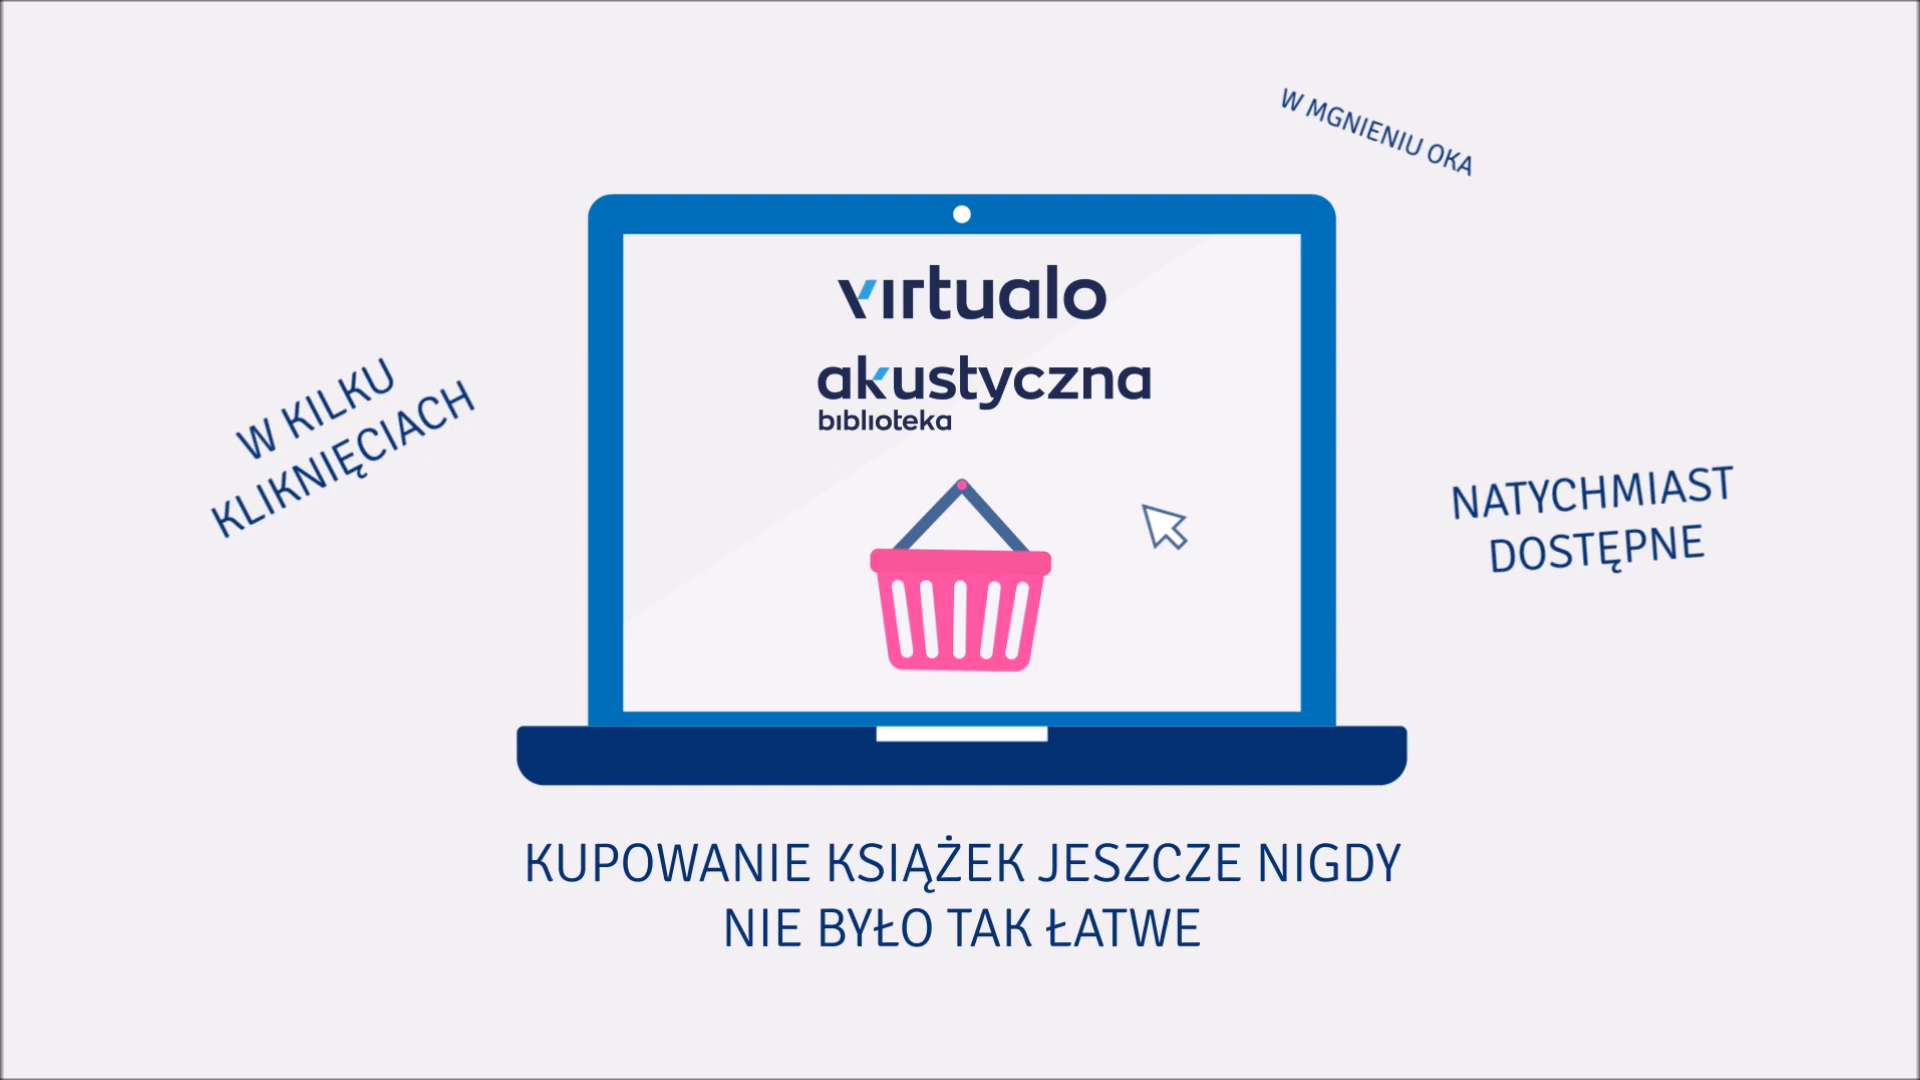 W MGNIENIU OKA
virtualo
akustyczna
biblioteka
W KILKU
KLIKNIĘCIACH
NATYCHMIAST
DOSTĘPNE
KUPOWANIE KSIĄŻEK JESZCZE NIGDY
NIE BYŁO TAK ŁATWE